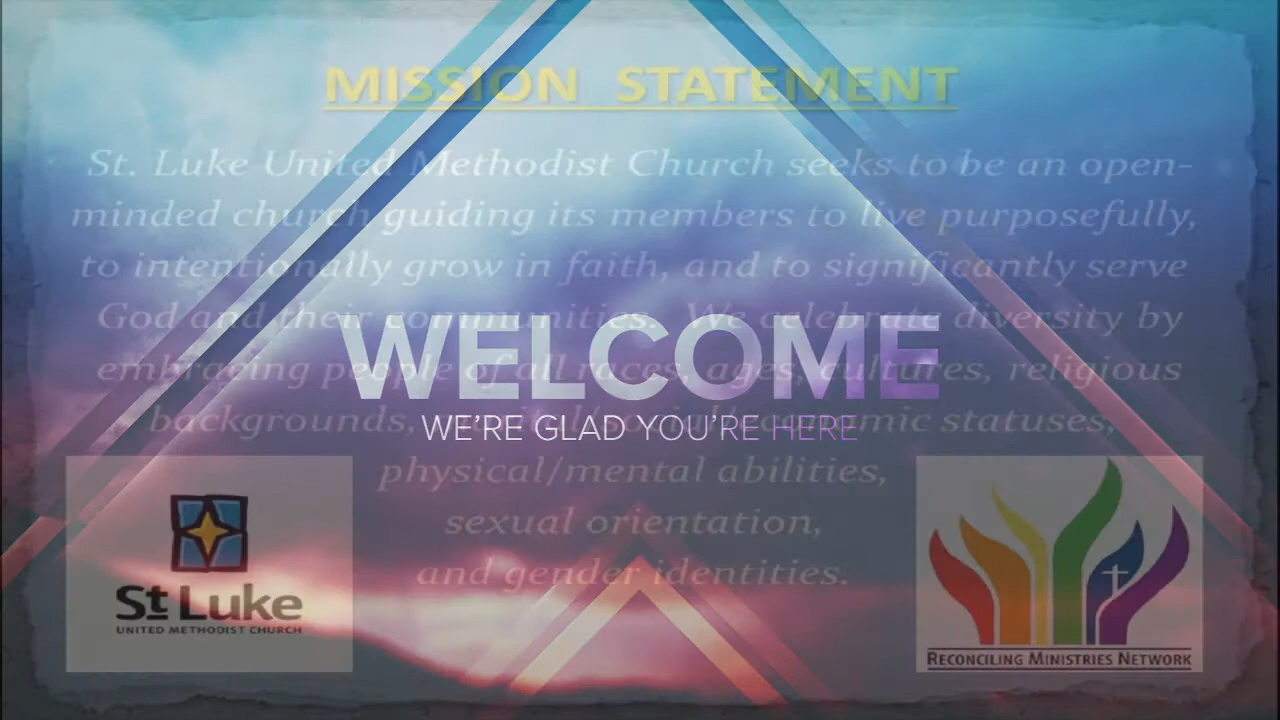 MISSION STATEMENT
St. Luke United Methodist Church seeks to be an open-
minded church guiding its members to live purposefully,
to intentionally grow in faith, and to significantly serve
God and their communities. We celebrate diversity by
WELCOME
embracing people of all races, ages, cultures, religious
backgrounds, statuses,
WE'RE GLAD YOU'RE HERE
physical/mental abilities,
sexual orientation,
and gender identities.
St Luke
UNITED METHODIST CHURCH
RECONCILING MINISTRIES NETWORK